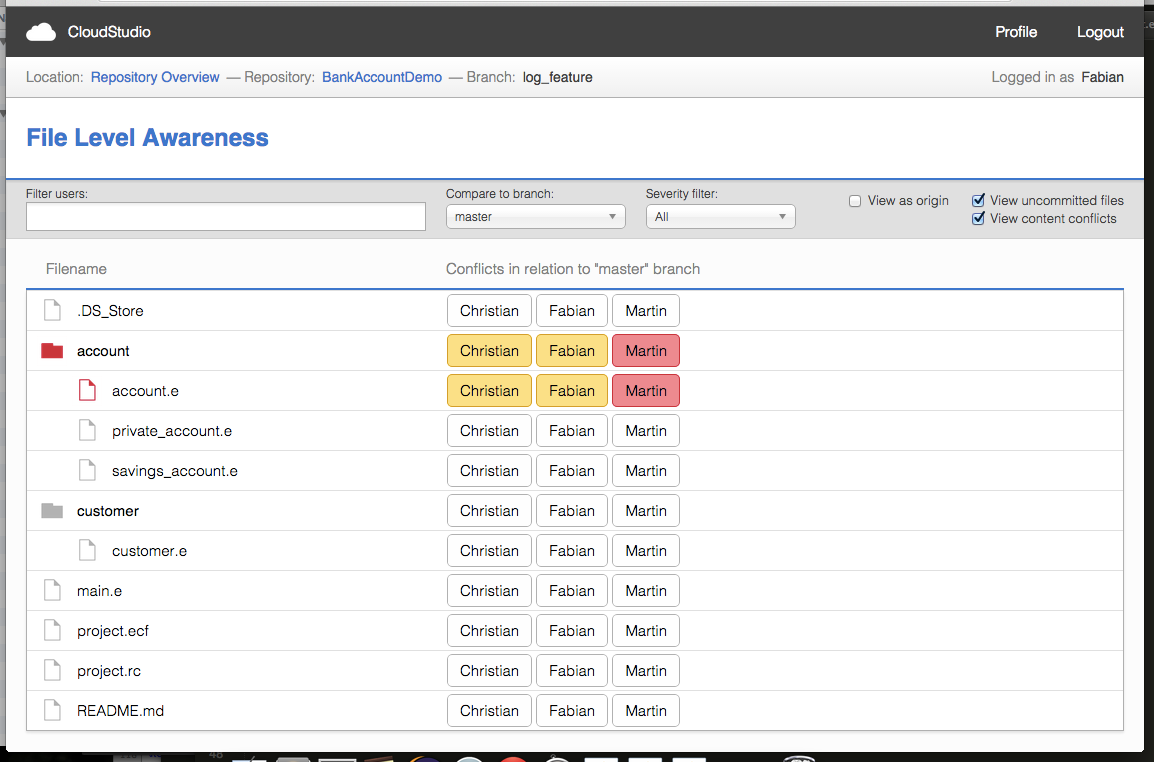 CloudStudio Profile Logout
Location: Repository Overview — Repository: BankAccountDemo — Branch: log_feature Logged in as Fabian
File Level Awareness
Filter users: Compare to branch: Severity filter:
master All View as origin View uncommitted files
View content conflicts
Filename Conflicts in relation to "master" branch
.DS_Store Christian Fabian Martin
account Christian Fabian Martin
account.e Christian Fabian Martin
private_account.e Christian Fabian Martin
savings_account.e Christian Fabian Martin
customer Christian Fabian Martin
customer.e Christian Fabian Martin
main.e Christian Fabian Martin
project.ecf Christian Fabian Martin
project.rc Christian Fabian Martin
README.md Christian Fabian Martin